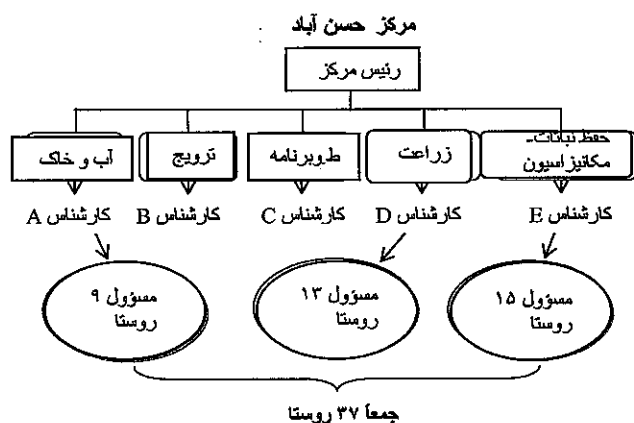 مرکز حسن آباد
رئیس مرکز
حفظ نباتات-
مکانیزاسیون
زراعت
ط.وبرنامه
ترویج
آب و خاک
کارشناس E
کارشناس D
کارشناس C
کارشناس B
کارشناس A
مسؤول ۱۵
روستا
مسؤول ۱۳
روستا
مسؤول ۹
روستا
جمعاً ۳۷ روستا